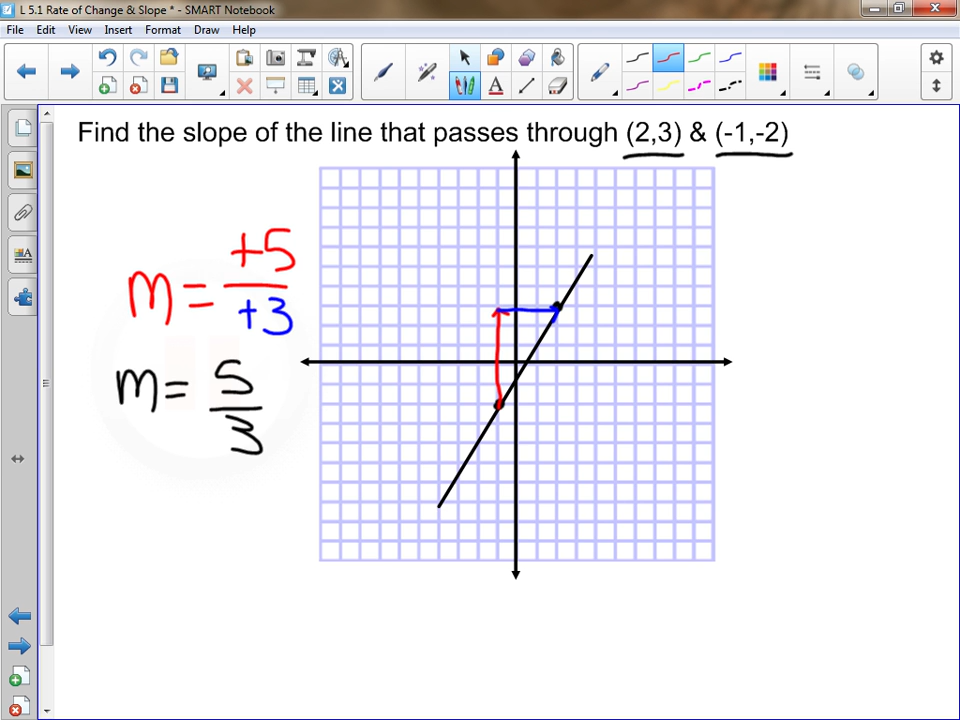 L 5.1 Rate of Change & Slope * - SMART Notebook
File Edit View Insert Format Draw Help
Find the slope of the line that passes through (2,3) & (-1,-2)
m = +5
+3
m = 5
3